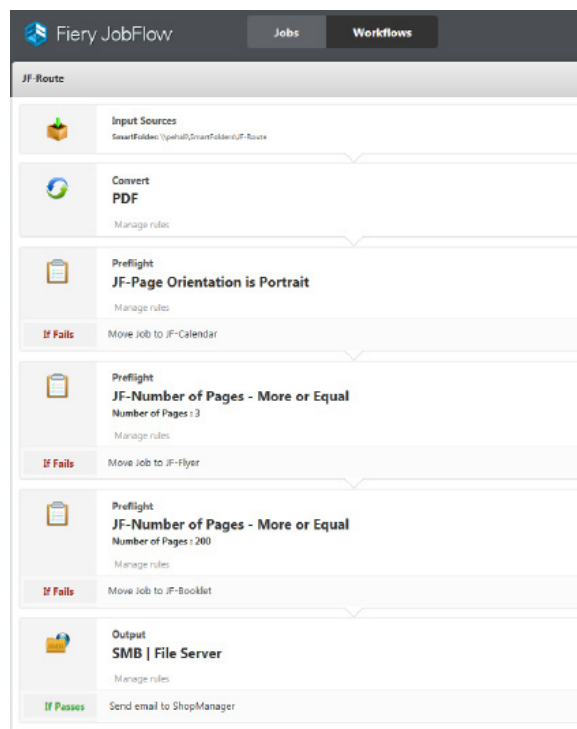 Fiery JobFlow
Jobs
Workflows
JF-Route
Input Sources
SmartFolder: \\pehall\SmartFolders\JF-Route
Convert
PDF
Manage rules
Preflight
JF-Page Orientation is Portrait
Manage rules
If Fails
Move Job to JF-Calendar
Preflight
JF-Number of Pages - More or Equal
Number of Pages : 3
Manage rules
If Fails
Move Job to JF-Flyer
Preflight
JF-Number of Pages - More or Equal
Number of Pages : 200
Manage rules
If Fails
Move Job to JF-Booklet
Output
SMB | File Server
Manage rules
If Passes
Send email to ShopManager